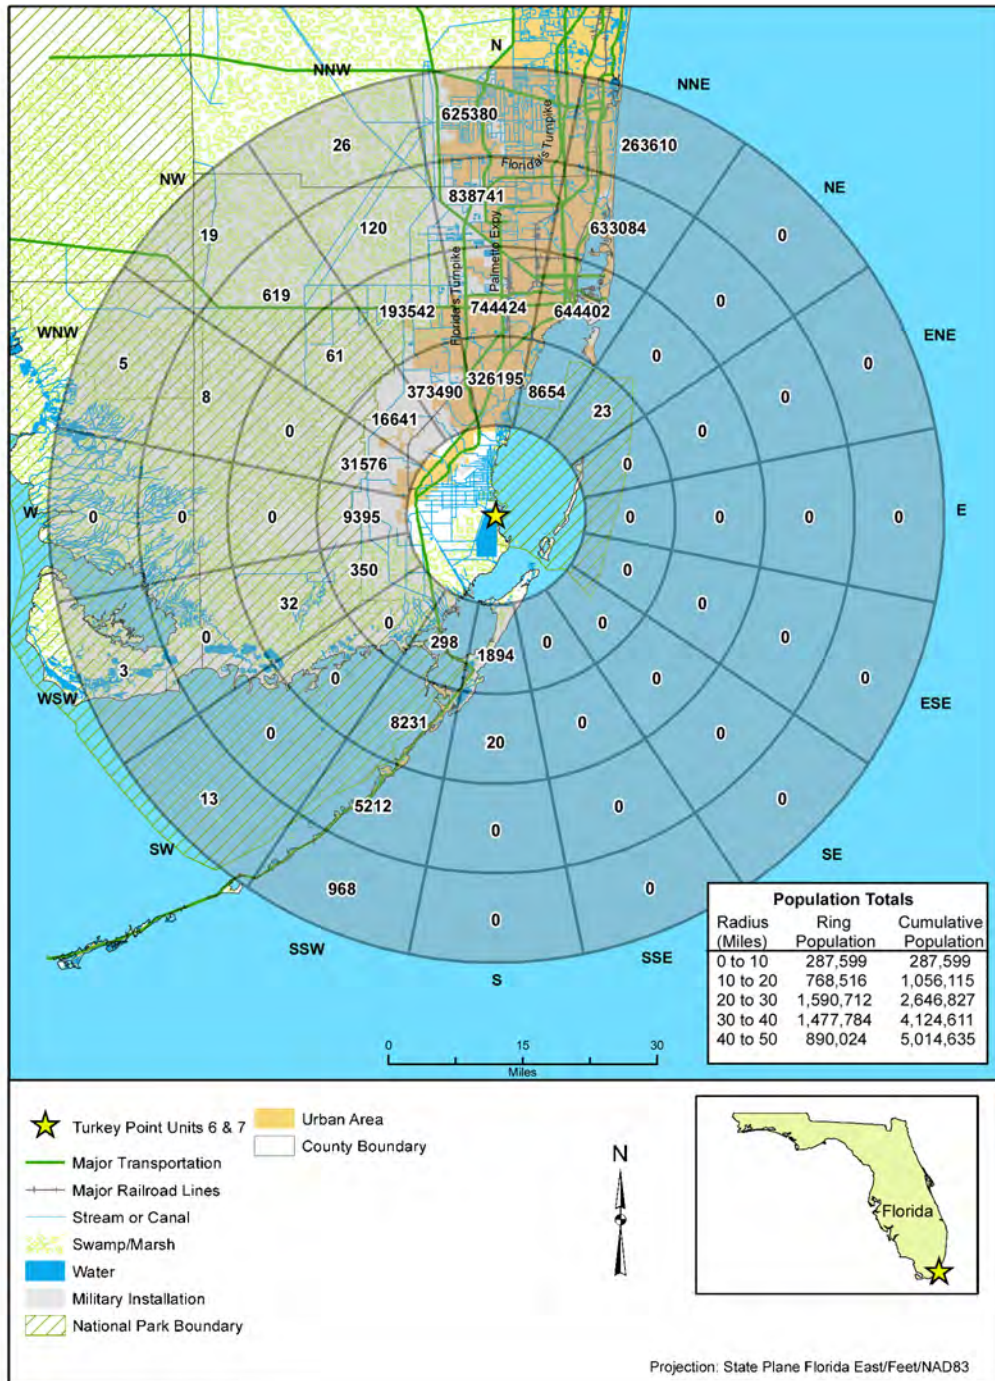 N
NNW
NNE
625380
26
263610
Florida's Turnpike
NW
NE
838741
19
120
633084
0
Palmetto Expy
Florida's Turnpike
619
0
193542
744424
644402
WNW
ENE
61
0
5
0
373490
326195
8654
8
0
23
16641
0
0
31576
0
W
0
0
0
9395
0
0
0
0
E
350
0
32
0
0
0
298
0
0
1894
0
0
3
0
0
WSW
ESE
8231
0
0
0
20
13
5212
0
0
0
SW
SE
968
0
0
SSW
SSE
S
Population Totals
Radius Ring Cumulative
(Miles) Population Population
0 to 10 287,599 287,599
10 to 20 768,516 1,056,115
20 to 30 1,590,712 2,646,827
30 to 40 1,477,784 4,124,611
40 to 50 890,024 5,014,635
0 15 30
Miles
Turkey Point Units 6 & 7
Major Transportation
Major Railroad Lines
Stream or Canal
Swamp/Marsh
Water
Military Installation
National Park Boundary
Urban Area
County Boundary
N
Florida
Projection: State Plane Florida East/Feet/NAD83